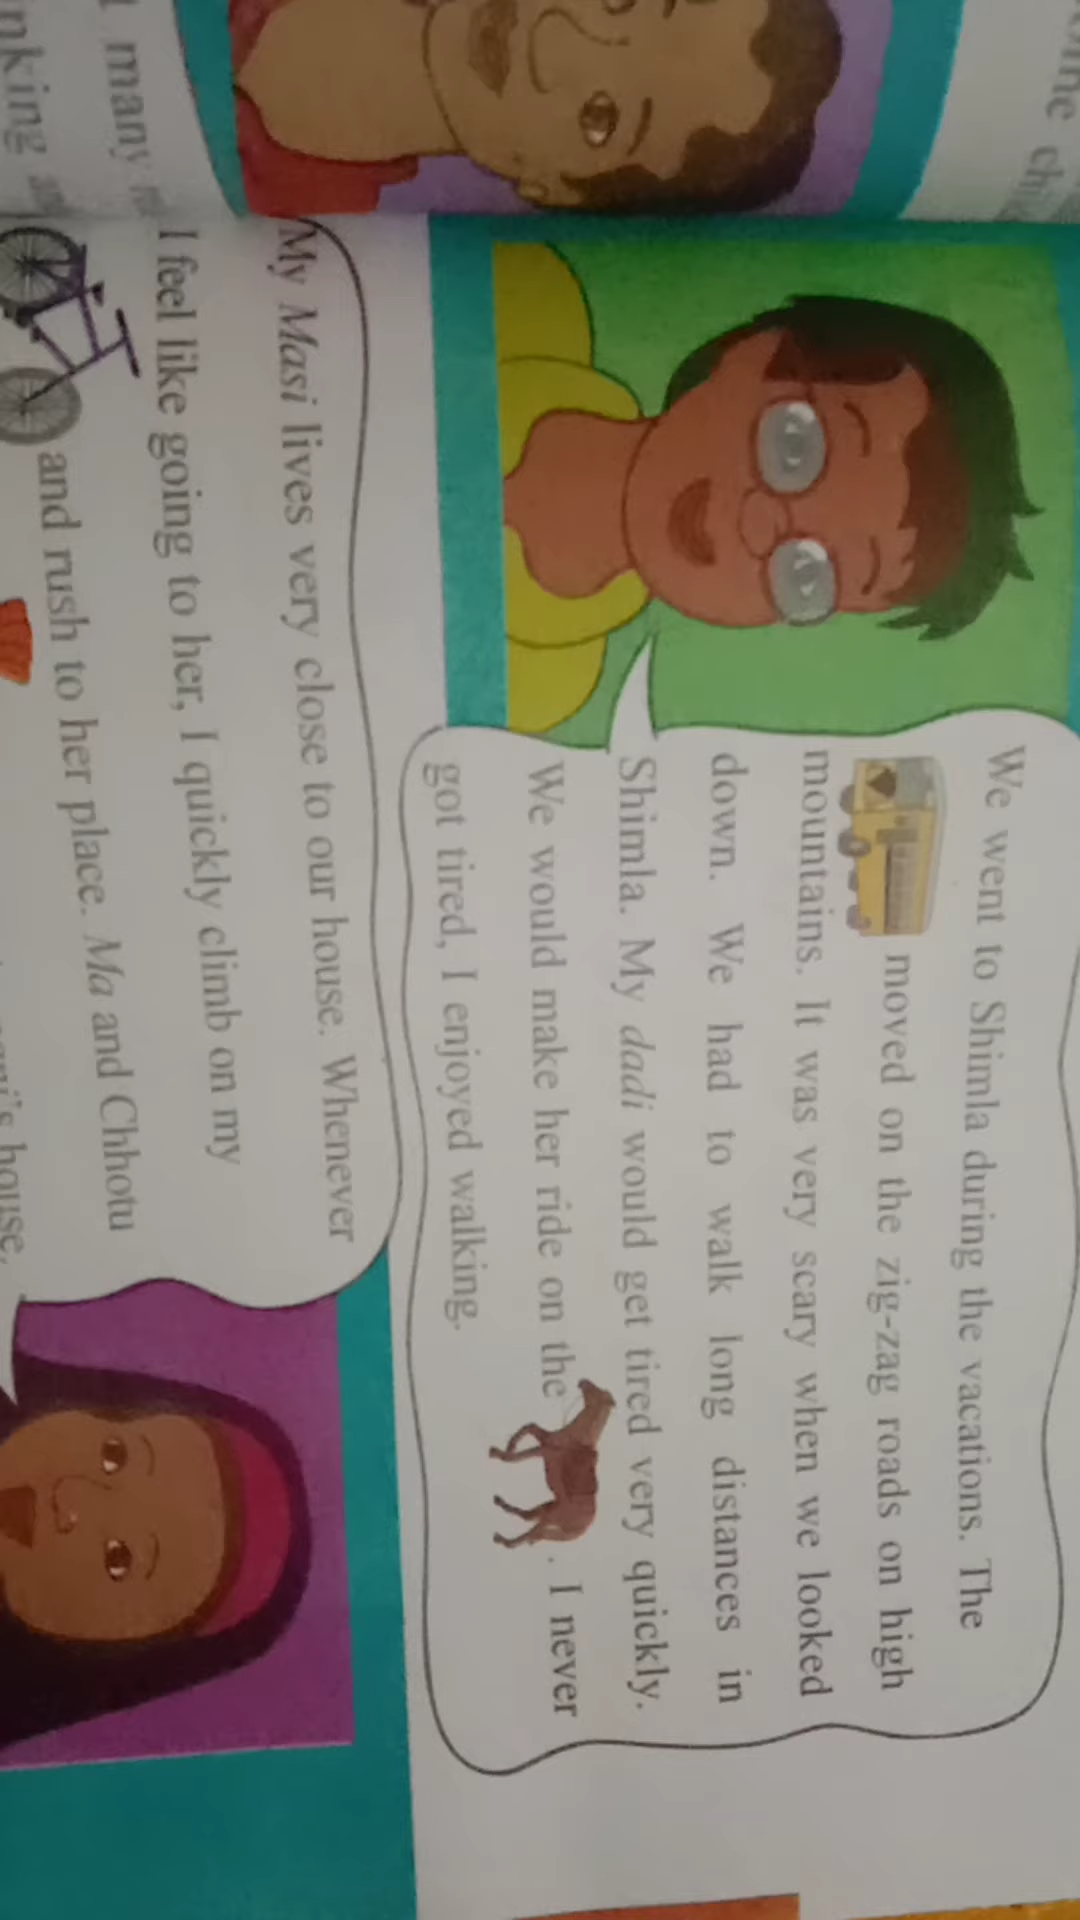 We went to Shimla during the vacations. The
moved on the zig-zag roads on high
mountains. It was very scary when we looked
down. We had to walk long distances in
Shimla. My dadi would get tired very quickly.
We would make her ride on the . I never
got tired, I enjoyed walking.
My Masi lives very close to our house. Whenever
I feel like going to her, I quickly climb on my
and rush to her place. Ma and Chhotu
house.
many